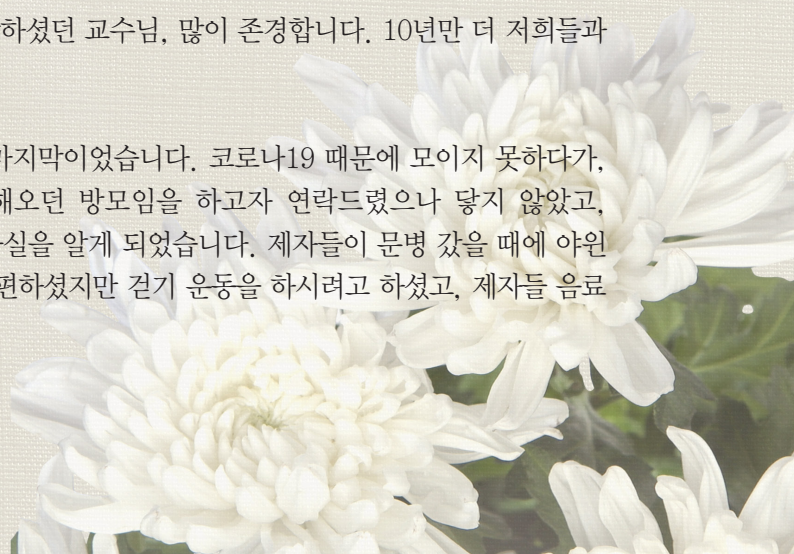 하셨던 교수님, 많이 존경합니다. 10년만 더 저희들과
마지막이었습니다. 코로나19 때문에 모이지 못하다가,
해오던 방모임을 하고자 연락드렸으나 닿지 않았고,
사실을 알게 되었습니다. 제자들이 문병 갔을 때에 야윈
편하셨지만 걷기 운동을 하시려고 하셨고, 제자들 음료